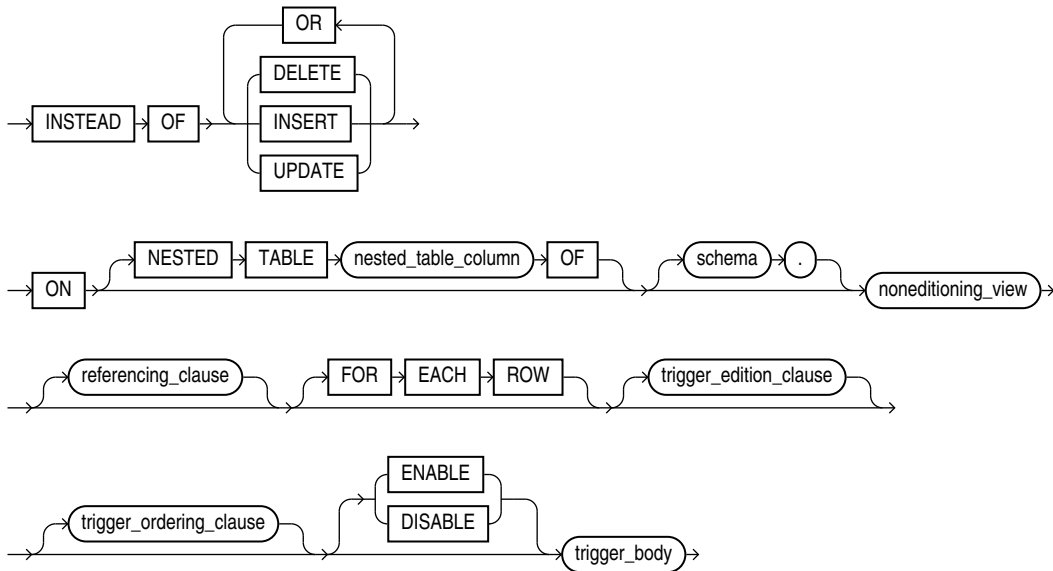 OR
DELETE
INSTEAD OF INSERT
UPDATE
NESTED TABLE nested_table_column OF schema .
ON noneditioning_view
referencing_clause FOR EACH ROW trigger_edition_clause
ENABLE
trigger_ordering_clause DISABLE
trigger_body